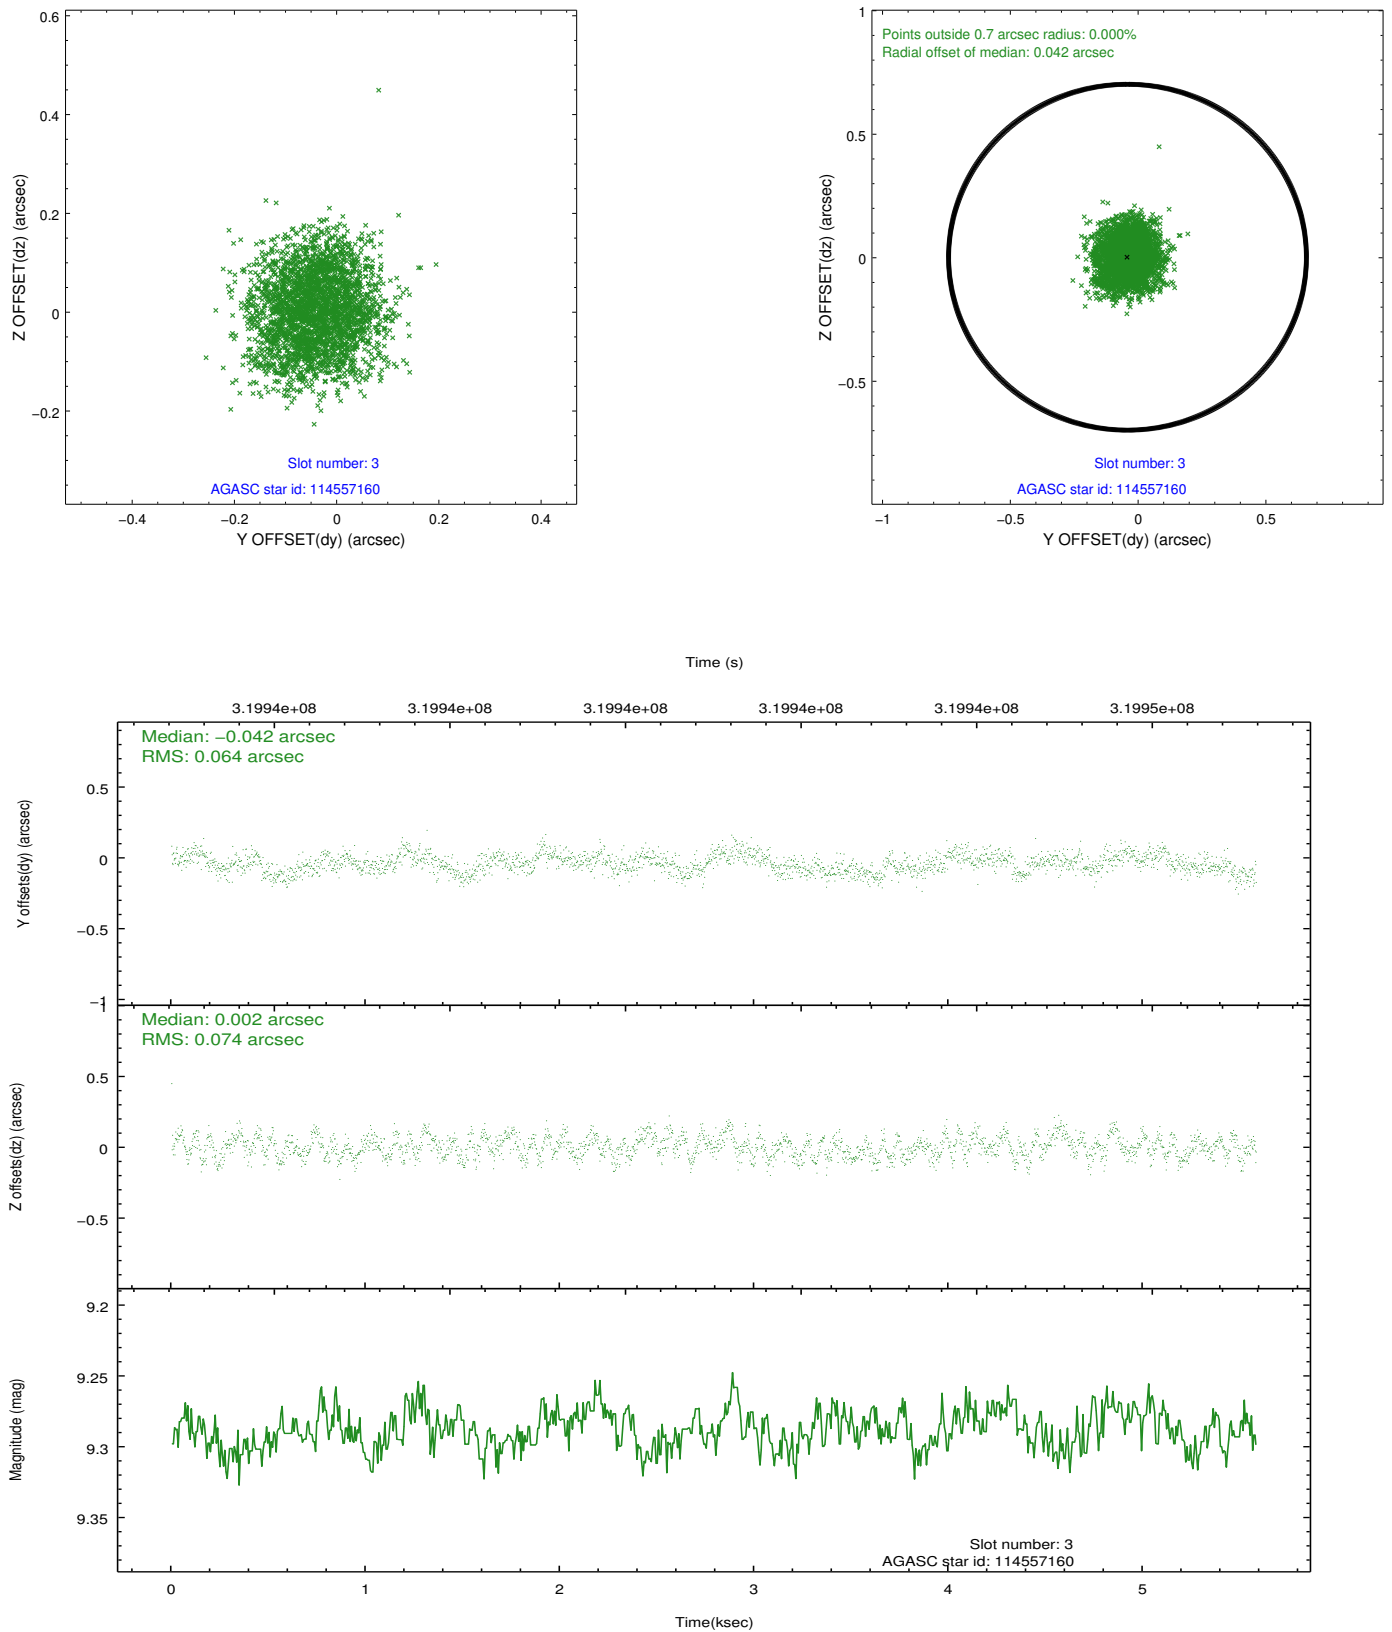 0.6
0.4
0.2
0
−0.2
Z OFFSET(dz) (arcsec)
Slot number: 3
AGASC star id: 114557160
−0.4 −0.2 0 0.2 0.4
Y OFFSET(dy) (arcsec)
1
0.5
0
−0.5
−1
Z OFFSET(dz) (arcsec)
Points outside 0.7 arcsec radius: 0.000%
Radial offset of median: 0.042 arcsec
Slot number: 3
AGASC star id: 114557160
−1 −0.5 0 0.5
Y OFFSET(dy) (arcsec)
Time (s)
3.1994e+08 3.1994e+08 3.1994e+08 3.1994e+08 3.1994e+08 3.1995e+08
Median: −0.042 arcsec
RMS: 0.064 arcsec
0.5
0
−0.5
−1
Y offsets(dy) (arcsec)
1
Median: 0.002 arcsec
RMS: 0.074 arcsec
0.5
0
−0.5
Z offsets(dz) (arcsec)
9.2
9.25
9.3
9.35
Magnitude (mag)
Slot number: 3
AGASC star id: 114557160
0 1 2 3 4 5
Time(ksec)